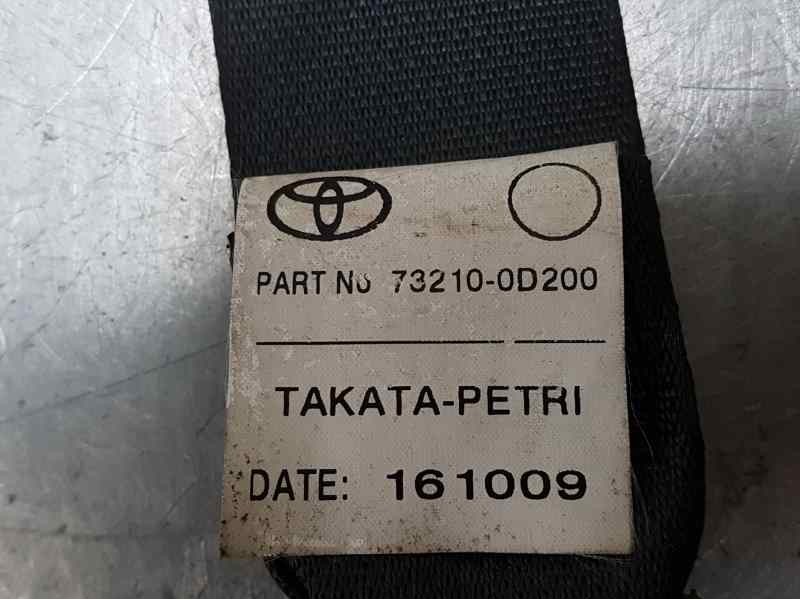 PART No 73210-0D200
TAKATA-PETRI
DATE: 161009